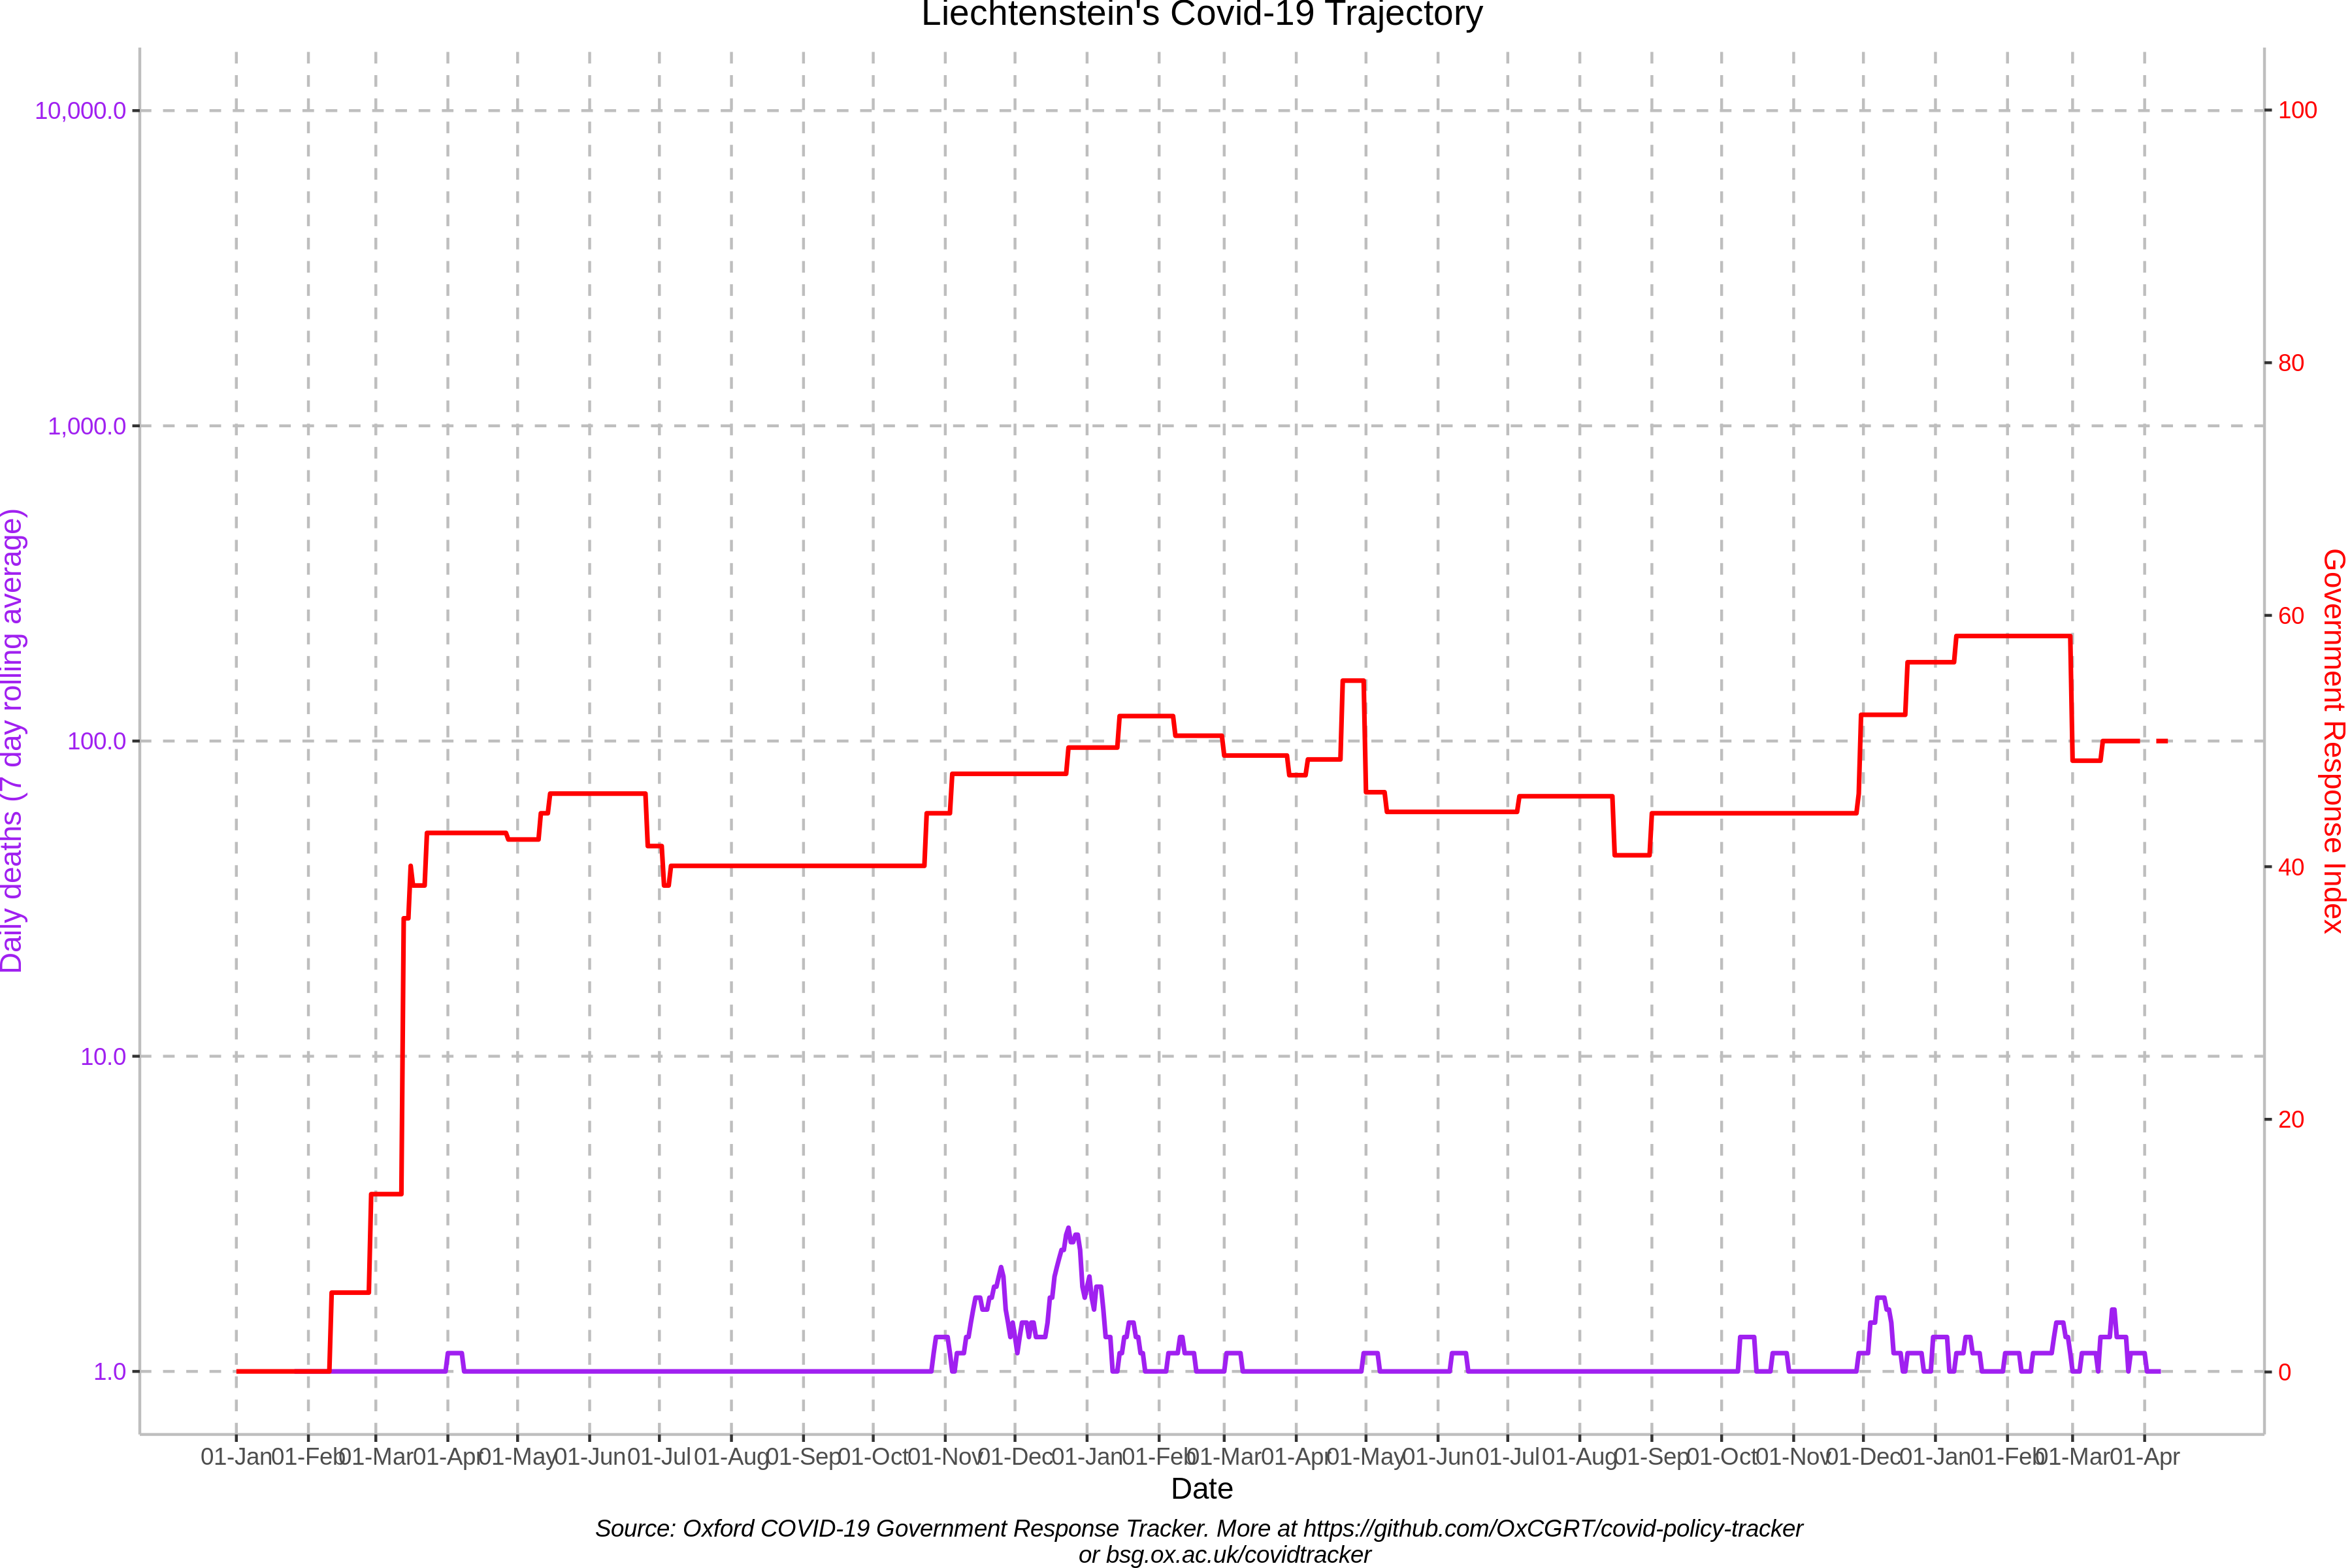 Liechtenstein's Covid-19 Trajectory
10,000.0
1,000.0
100.0
10.0
1.0
Daily deaths (7 day rolling average)
100
80
60
40
20
0
Government Response Index
01-Jan 01-Feb 01-Mar 01-Apr 01-May 01-Jun 01-Jul 01-Aug 01-Sep 01-Oct 01-Nov 01-Dec 01-Jan 01-Feb 01-Mar 01-Apr 01-May 01-Jun 01-Jul 01-Aug 01-Sep 01-Oct 01-Nov 01-Dec 01-Jan 01-Feb 01-Mar 01-Apr
Date
Source: Oxford COVID-19 Government Response Tracker. More at https://github.com/OxCGRT/covid-policy-tracker
or bsg.ox.ac.uk/covidtracker